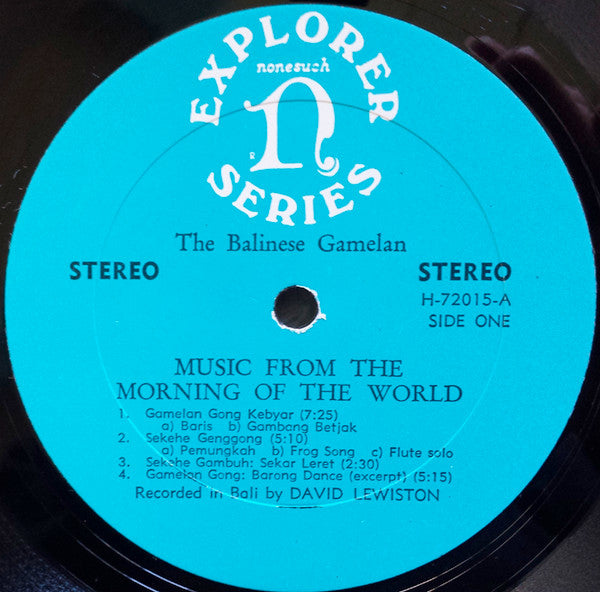 EXPLORER
nonesuch
n
R
SERIES
The Balinese Gamelan
STEREO STEREO
H-72015-A
SIDE ONE
MUSIC FROM THE
MORNING OF THE WORLD
1. Gamelan Gong Kebyar (7:25)
a) Baris b) Gambang Betjak
2. Sekehe Genggong (5:10)
a) Pemungkah b) Frog Song c) Flute solo
3. Sekehe Gambuh: Sekar Leret (2:30)
4. Gamelan Gong: Barong Dance (excerpt) (5:15)
Recorded in Bali by DAVID LEWISTON